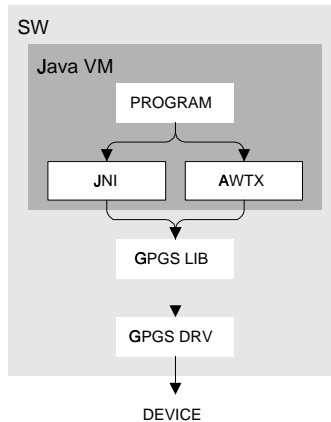 SW
Java VM
PROGRAM
JNI
AWTX
GPGS LIB
GPGS DRV
DEVICE